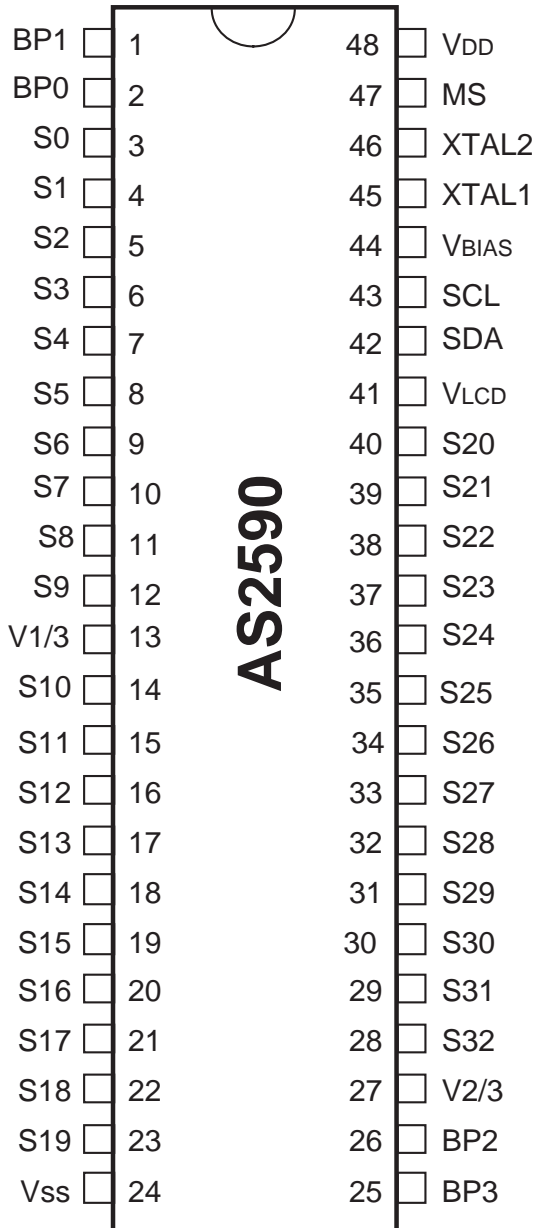 BP1 1 48 VDD
BP0 2 47 MS
S0 3 46 XTAL2
S1 4 45 XTAL1
S2 5 44 VBIAS
S3 6 43 SCL
S4 7 42 SDA
S5 8 41 VLCD
S6 9 40 S20
S7 10 39 S21
S8 11 38 S22
S9 12 37 S23
V1/3 13 36 S24
S10 14 35 S25
S11 15 34 S26
S12 16 33 S27
S13 17 32 S28
S14 18 31 S29
S15 19 30 S30
S16 20 29 S31
S17 21 28 S32
S18 22 27 V2/3
S19 23 26 BP2
Vss 24 25 BP3
AS2590